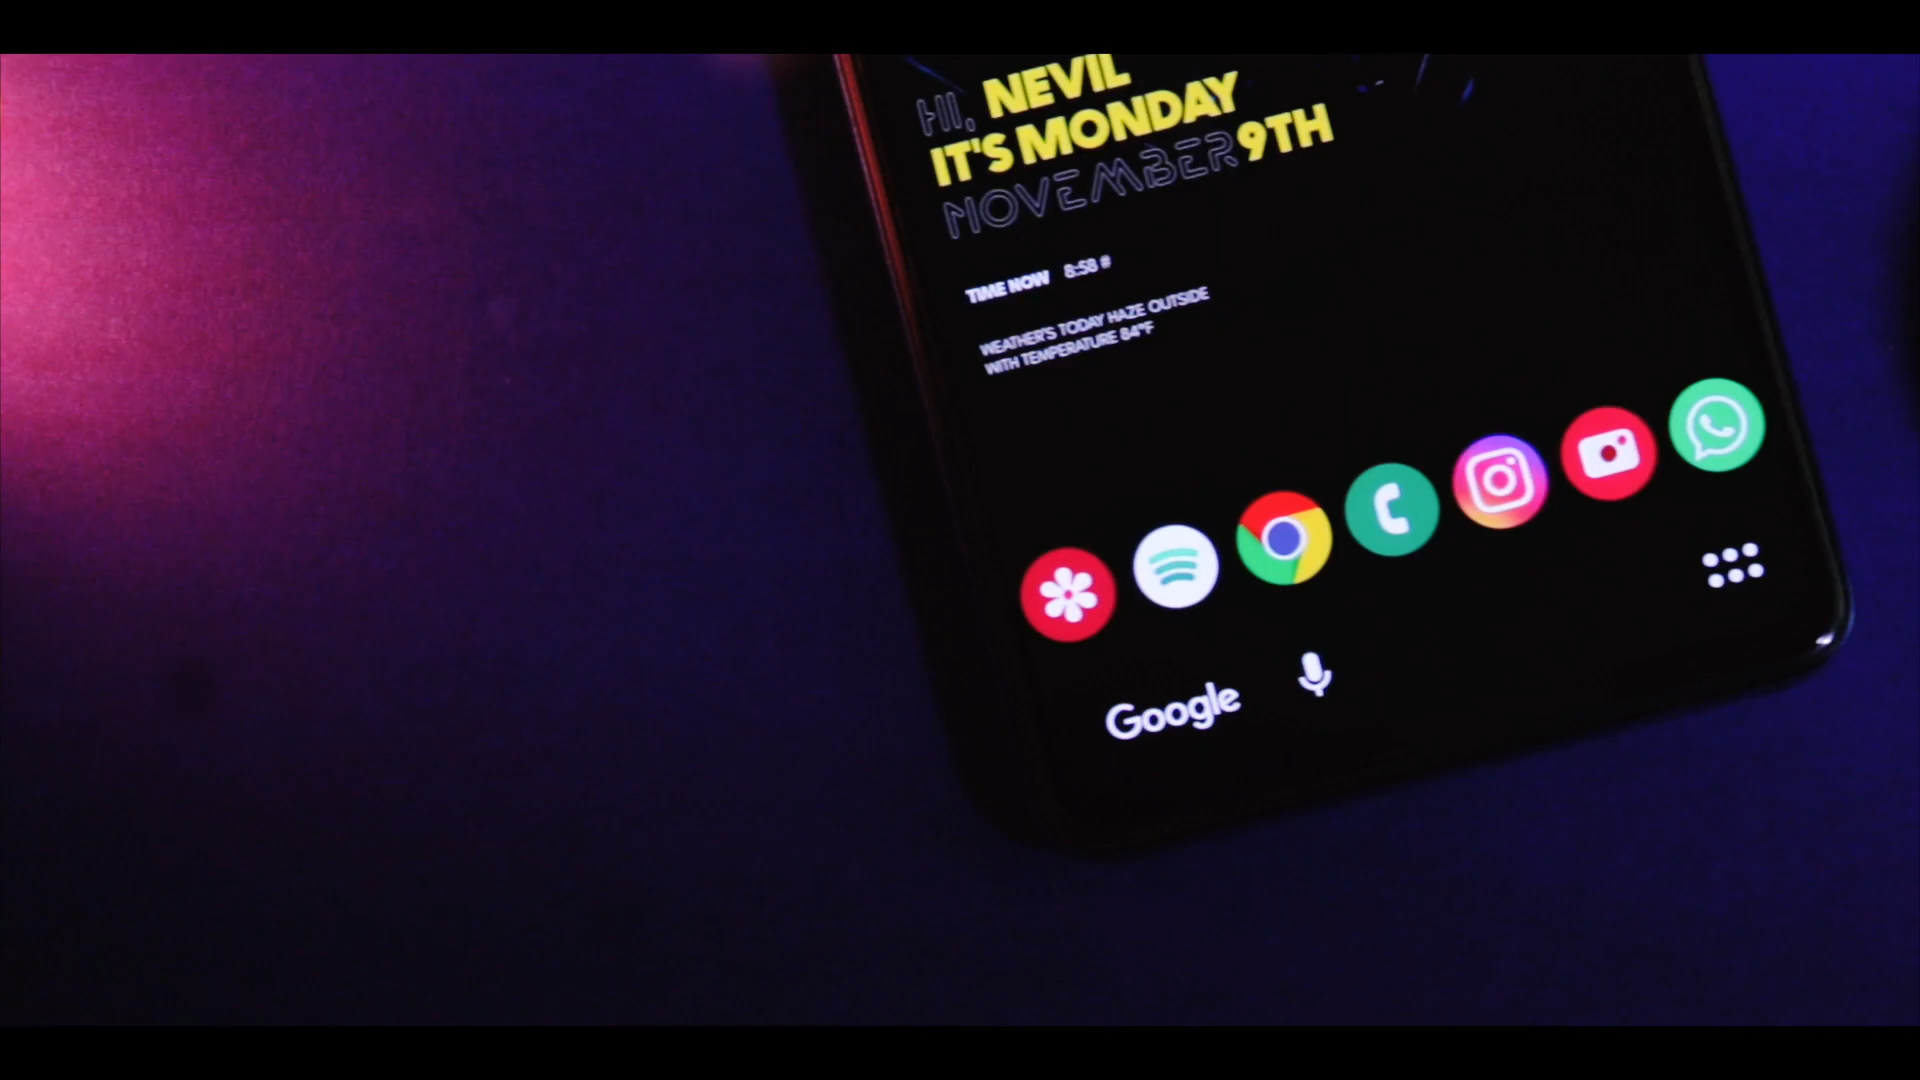 HI, NEVIL
IT'S MONDAY
NOVEMBER 9TH
TIME NOW 8:58 #
WEATHER'S TODAY HAZE OUTSIDE
WITH TEMPERATURE 84°F
Google